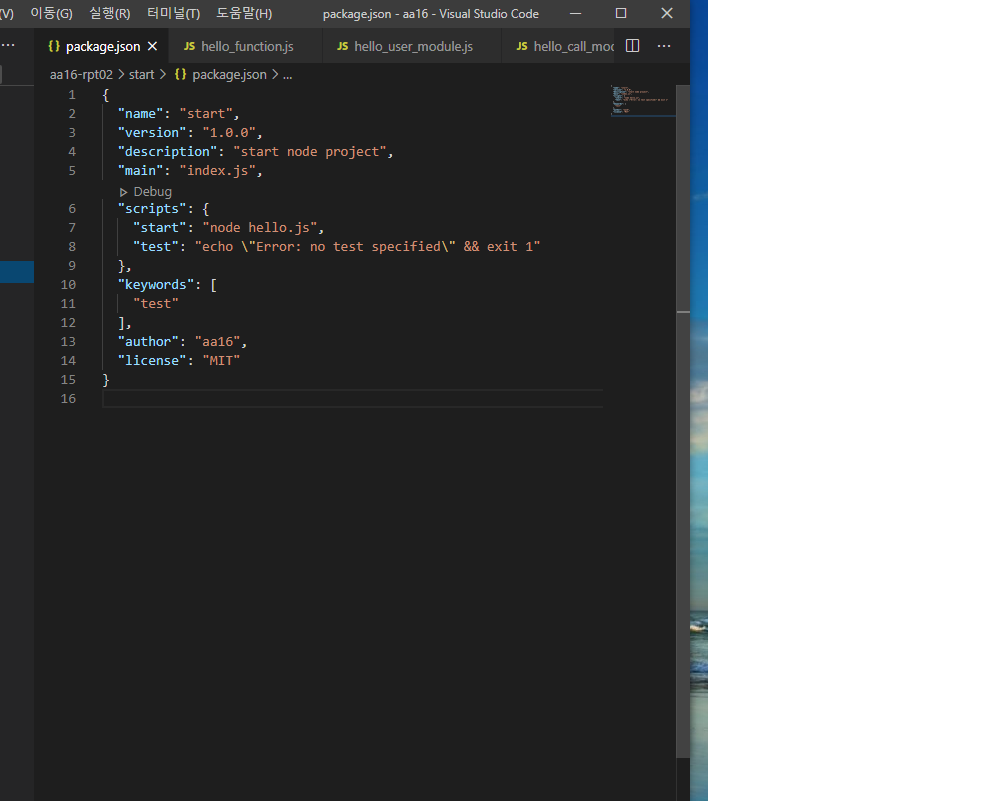 (V) 이동(G) 실행(R) 터미널(T) 도움말(H) package.json - aa16 - Visual Studio Code
{} package.json JS hello_function.js JS hello_user_module.js JS hello_call_moc
aa16-rpt02 > start > {} package.json > ...
1 {
2 "name": "start",
3 "version": "1.0.0",
4 "description": "start node project",
5 "main": "index.js",
Debug
6 "scripts": {
7 "start": "node hello.js",
8 "test": "echo \"Error: no test specified\" && exit 1"
9 },
10 "keywords": [
11 "test"
12 ],
13 "author": "aa16",
14 "license": "MIT"
15 }
16